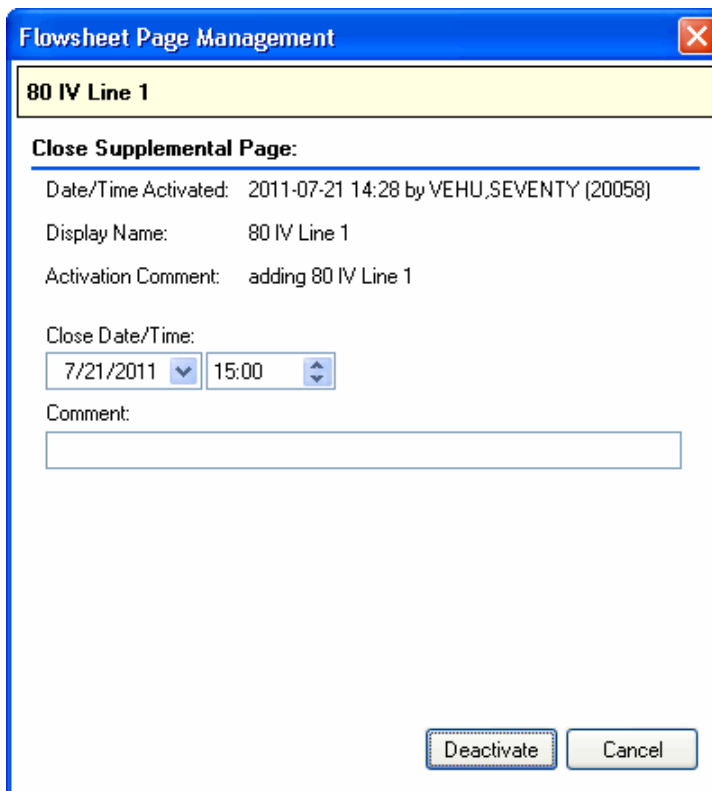 Flowsheet Page Management
80 IV Line 1
Close Supplemental Page:
Date/Time Activated: 2011-07-21 14:28 by VEHU,SEVENTY (20058)
Display Name: 80 IV Line 1
Activation Comment: adding 80 IV Line 1
Close Date/Time:
7/21/2011 15:00
Comment:
Deactivate Cancel